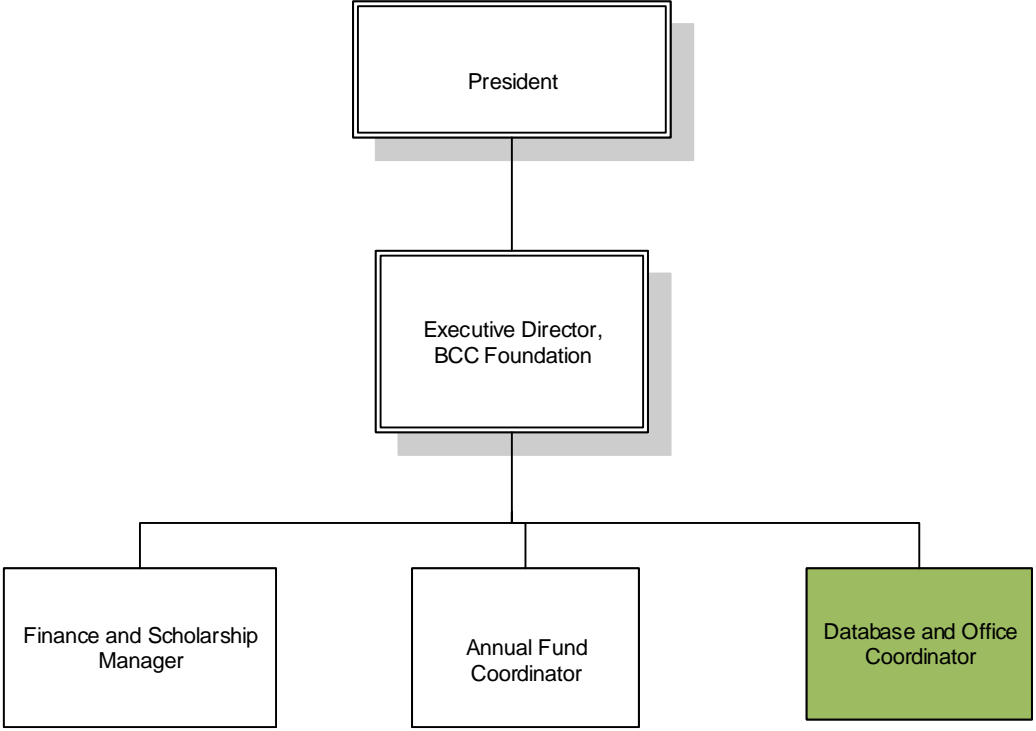 President
Executive Director,
BCC Foundation
Finance and Scholarship
Manager
Annual Fund
Coordinator
Database and Office
Coordinator